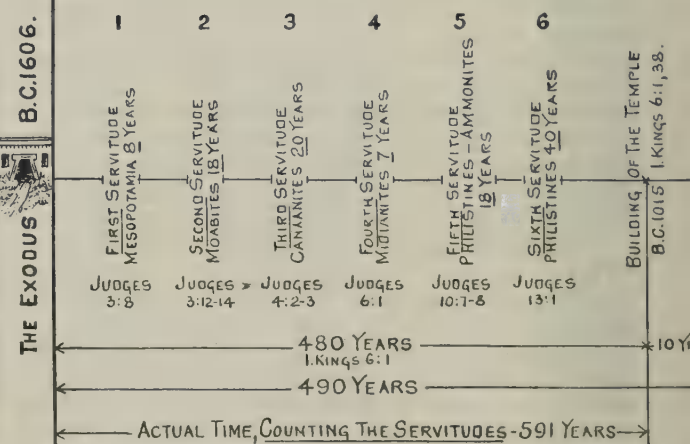 THE EXODUS B.C.1606.
1 2 3 4 5 6
FIRST SERVITUDE
MESOPOTAMIA 8 YEARS
SECOND SERVITUDE
MOABITES 18 YEARS
THIRD SERVITUDE
CANAANITES 20 YEARS
FOURTH SERVITUDE
MIDIANITES 7 YEARS
FIFTH SERVITUDE
PHILISTINES-AMMONITES
18 YEARS
SIXTH SERVITUDE
PHILISTINES 40 YEARS
BUILDING OF THE TEMPLE
B.C.1015 I.KINGS 6:1,38.
JUDGES
3:8
JUDGES
3:12-14
JUDGES
4:2-3
JUDGES
6:1
JUDGES
10:7-8
JUDGES
13:1
480 YEARS
I.KINGS 6:1
10 YE
490 YEARS
ACTUAL TIME, COUNTING THE SERVITUDES-591 YEARS